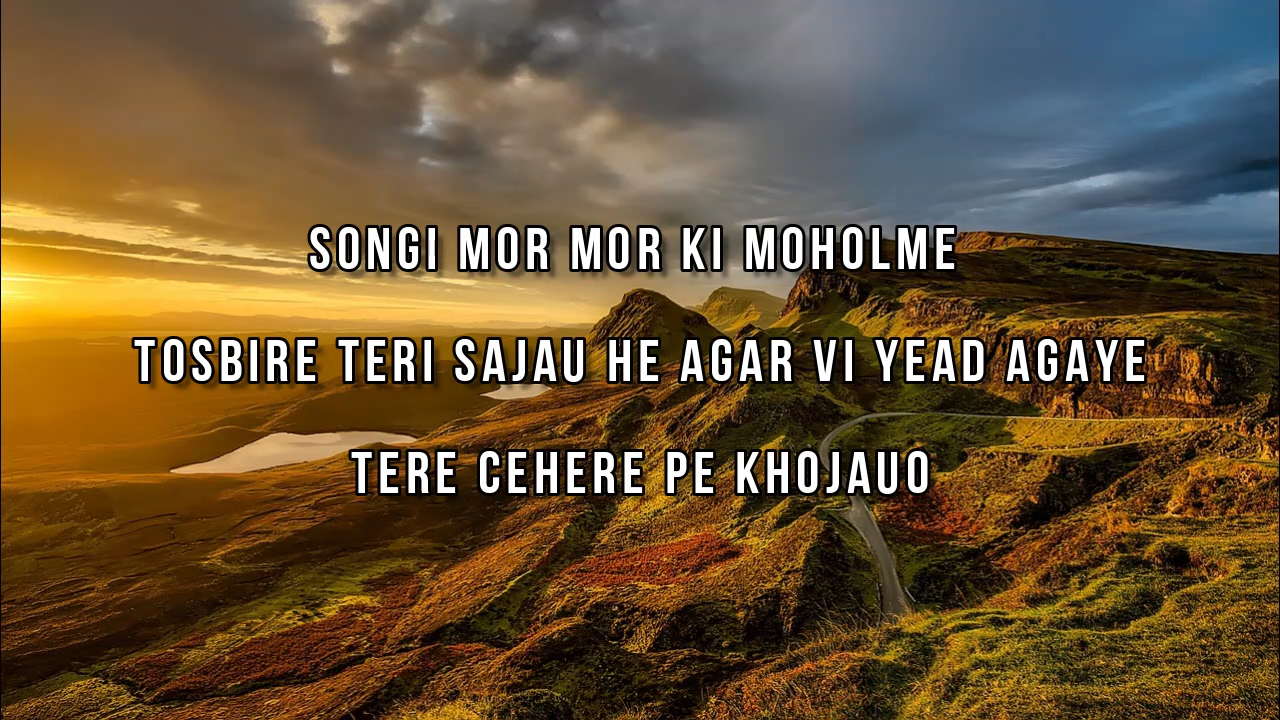 SONGI MOR MOR KI MOHOLME
TOSBIRE TERI SAJAU HE AGAR VI YEAD AGAYE
TERE CEHERE PE KHOJAUO